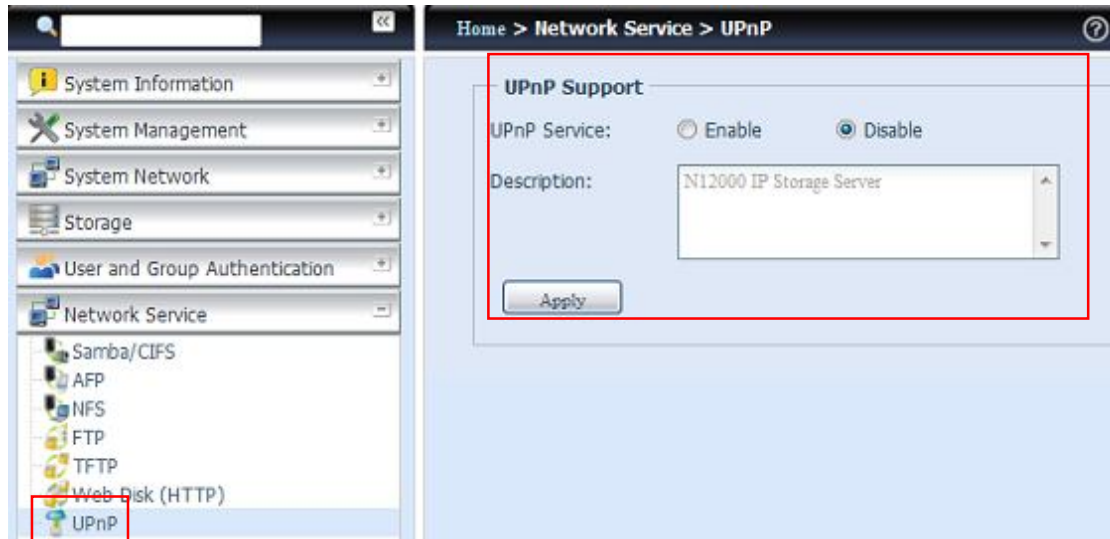 Home > Network Service > UPnP
System Information
System Management
System Network
Storage
User and Group Authentication
Network Service
Samba/CIFS
AFP
NFS
FTP
TFTP
Web Disk (HTTP)
UPnP
UPnP Support
UPnP Service: Enable Disable
Description: N12000 IP Storage Server
Apply